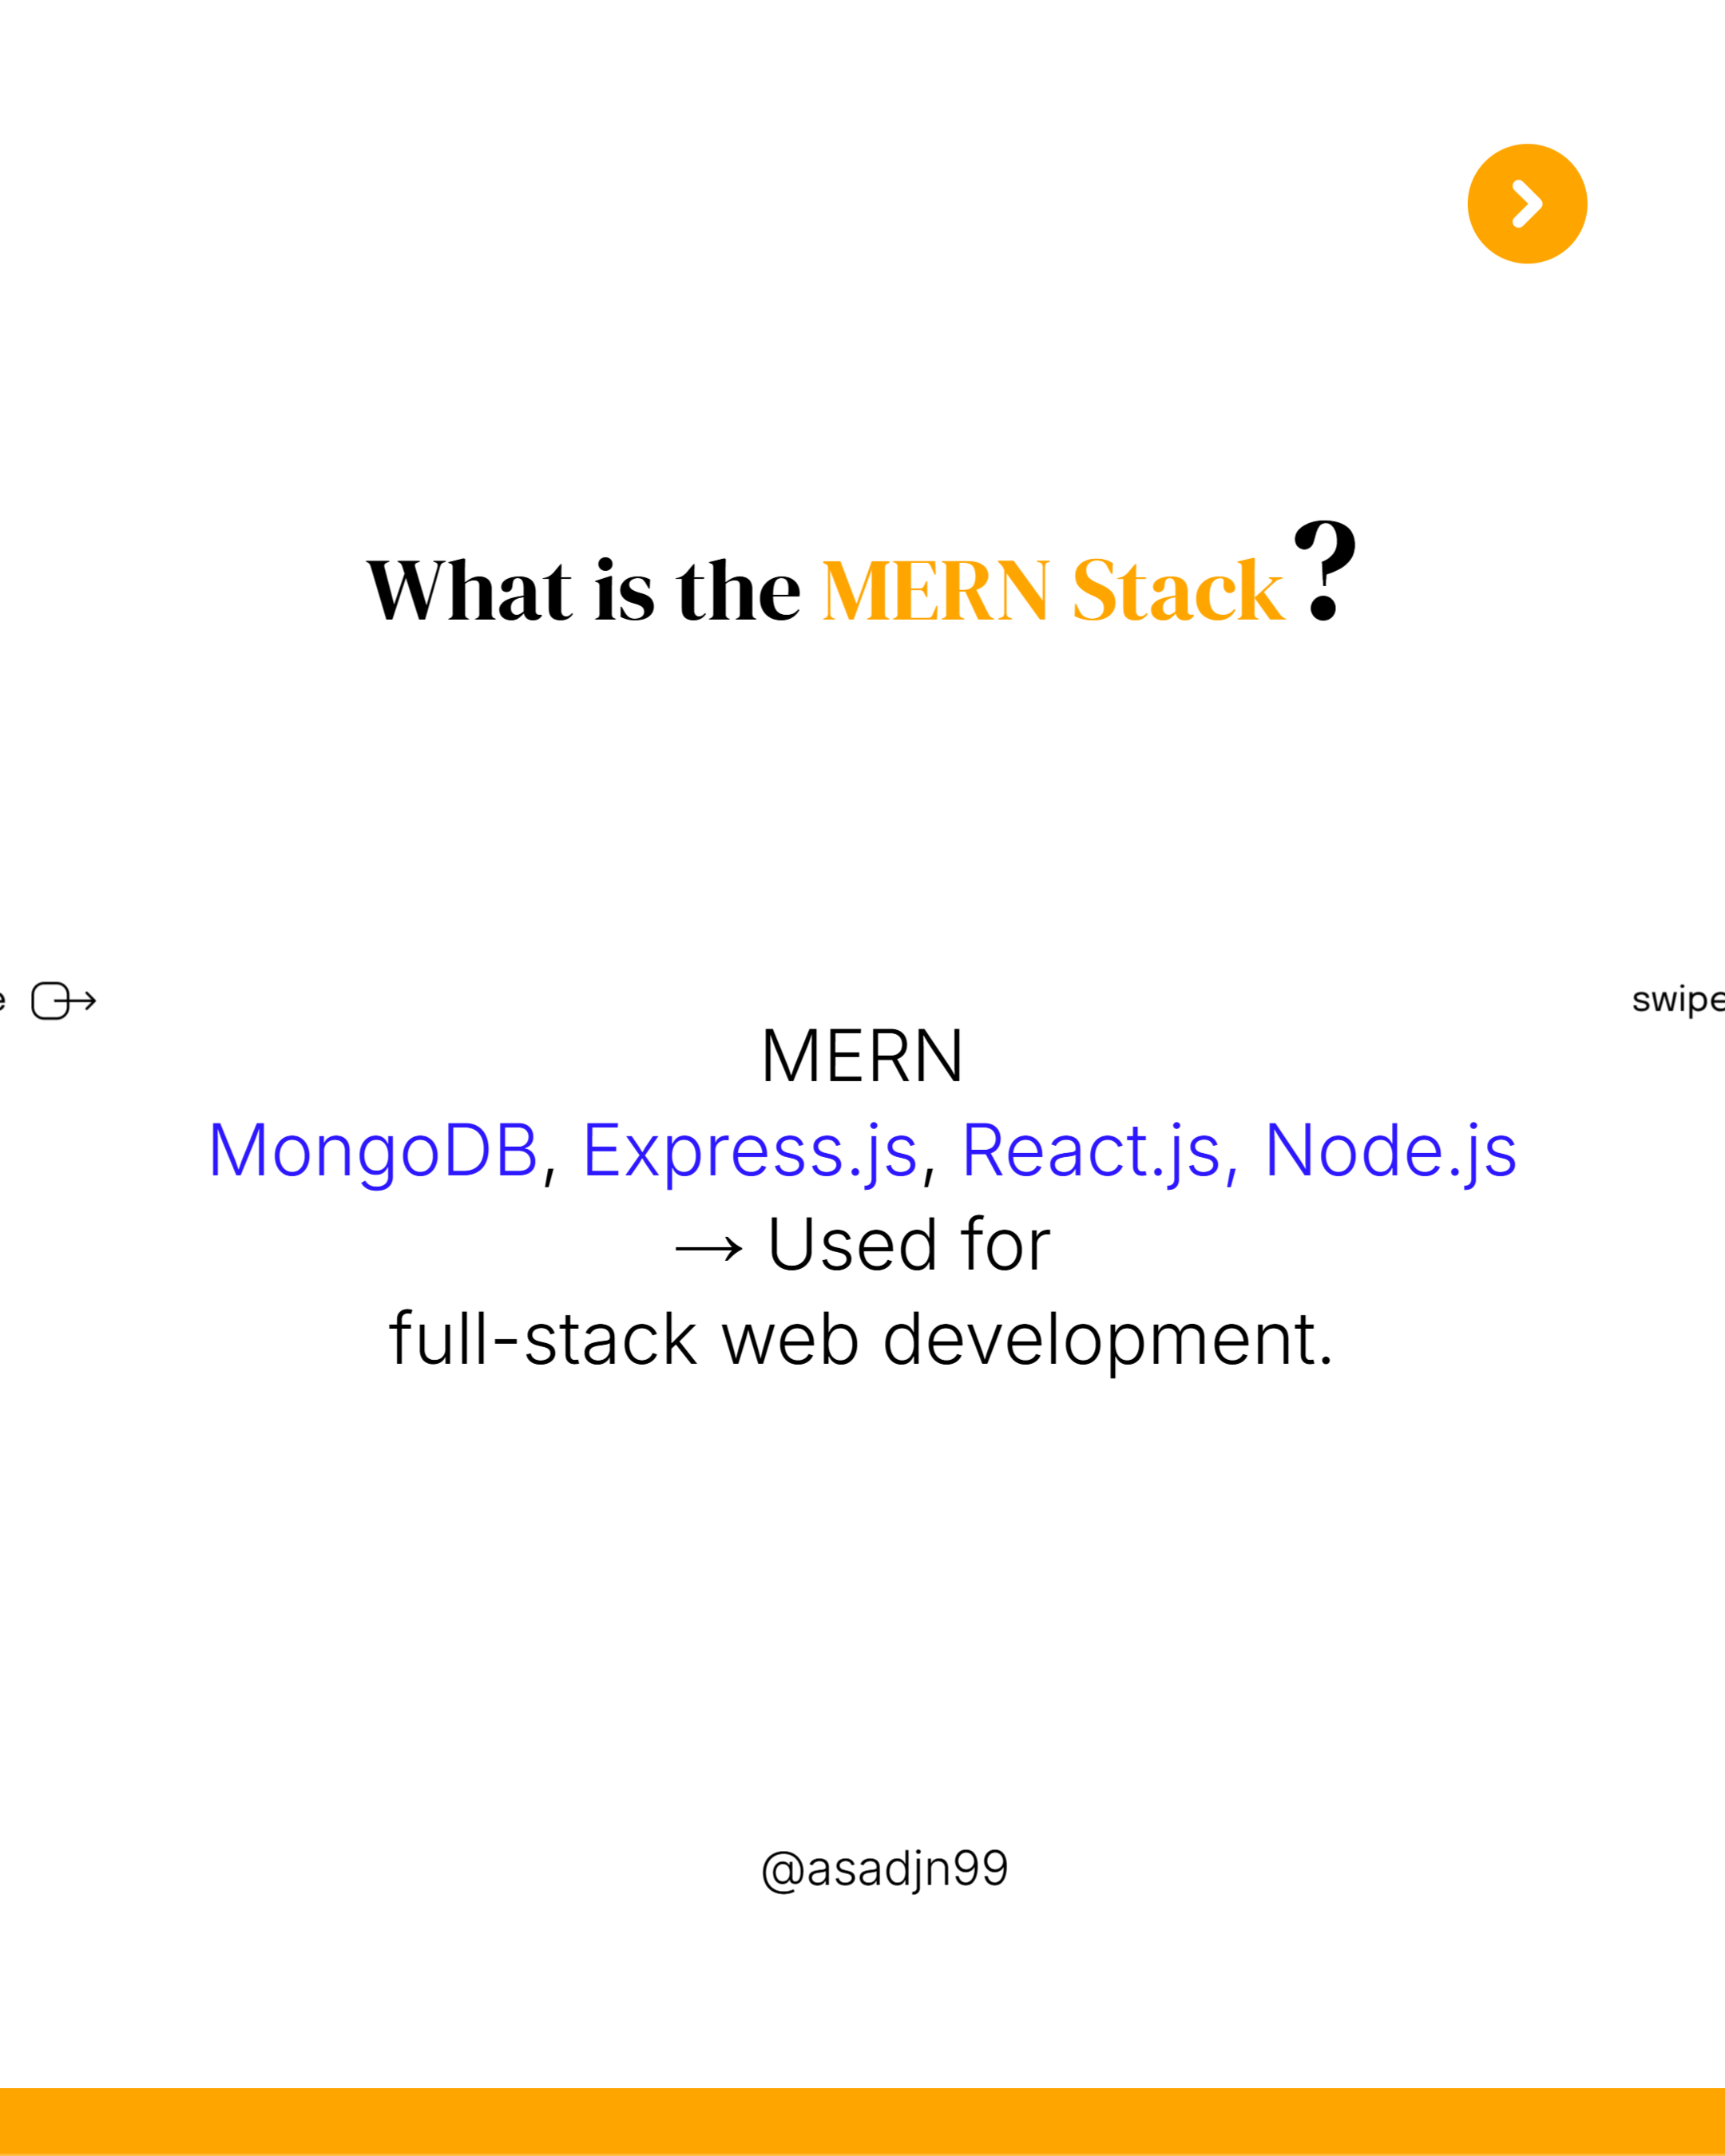 What is the MERN Stack?
swipe
MERN
MongoDB, Express.js, React.js, Node.js
→ Used for
full-stack web development.
@asadjn99